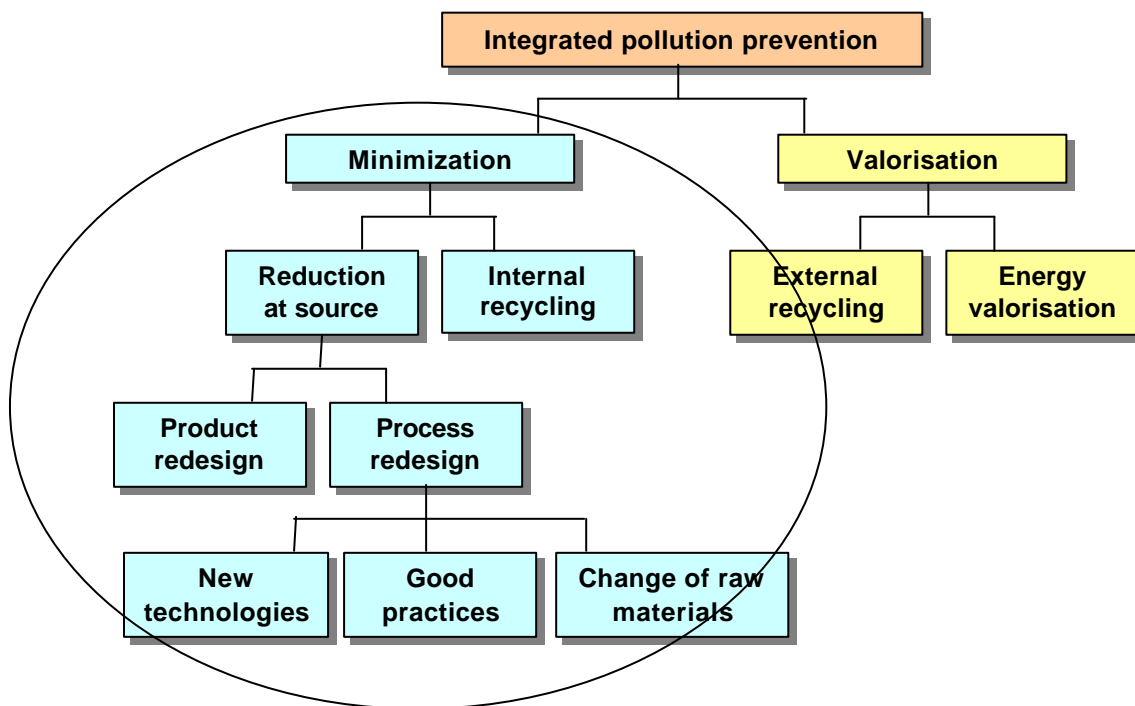 Integrated pollution prevention
Minimization
Valorisation
Reduction
at source
Internal
recycling
External
recycling
Energy
valorisation
Product
redesign
Process
redesign
New
technologies
Good
practices
Change of raw
materials